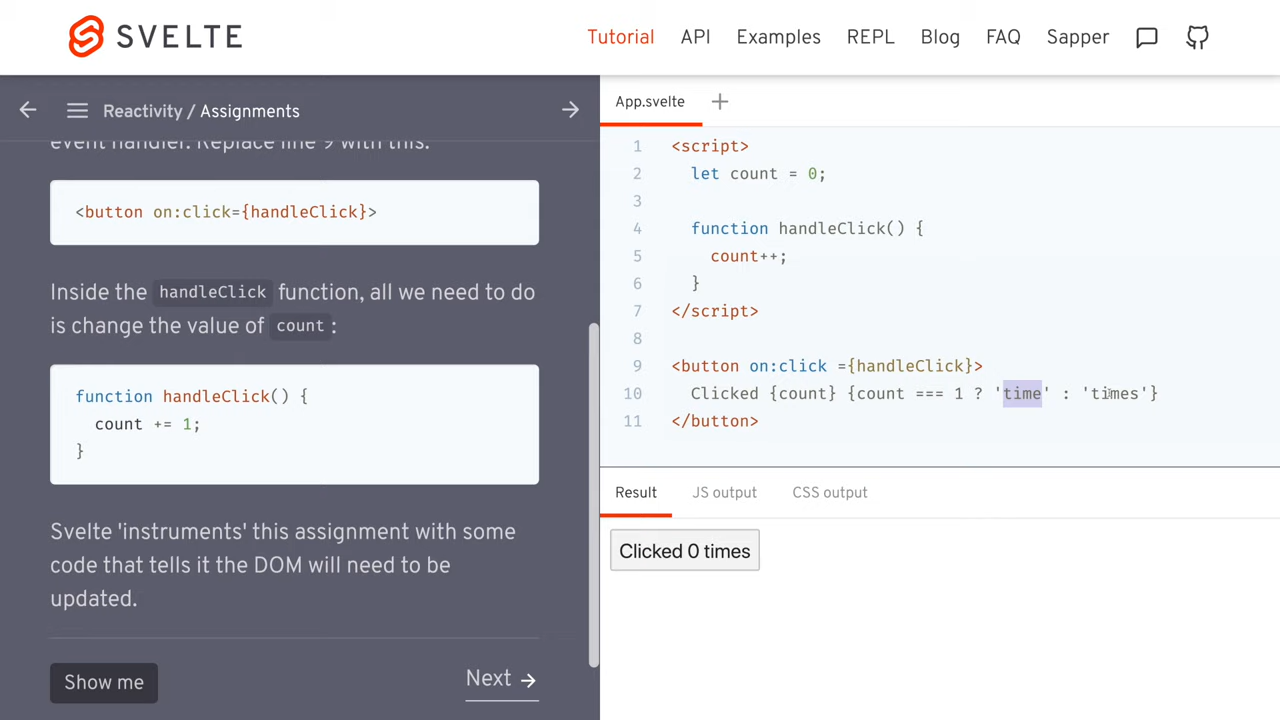 SVELTE
Tutorial API Examples REPL Blog FAQ Sapper
Reactivity / Assignments
event handler. Replace line 9 with this.
<button on:click={handleClick}>
Inside the handleClick function, all we need to do
is change the value of count :
function handleClick() {
count += 1;
}
Svelte 'instruments' this assignment with some
code that tells it the DOM will need to be
updated.
Show me
Next →
App.svelte +
1 <script>
2 let count = 0;
3
4 function handleClick() {
5 count++;
6 }
7 </script>
8
9 <button on:click ={handleClick}>
10 Clicked {count} {count === 1 ? 'time' : 'times'}
11 </button>
Result JS output CSS output
Clicked 0 times